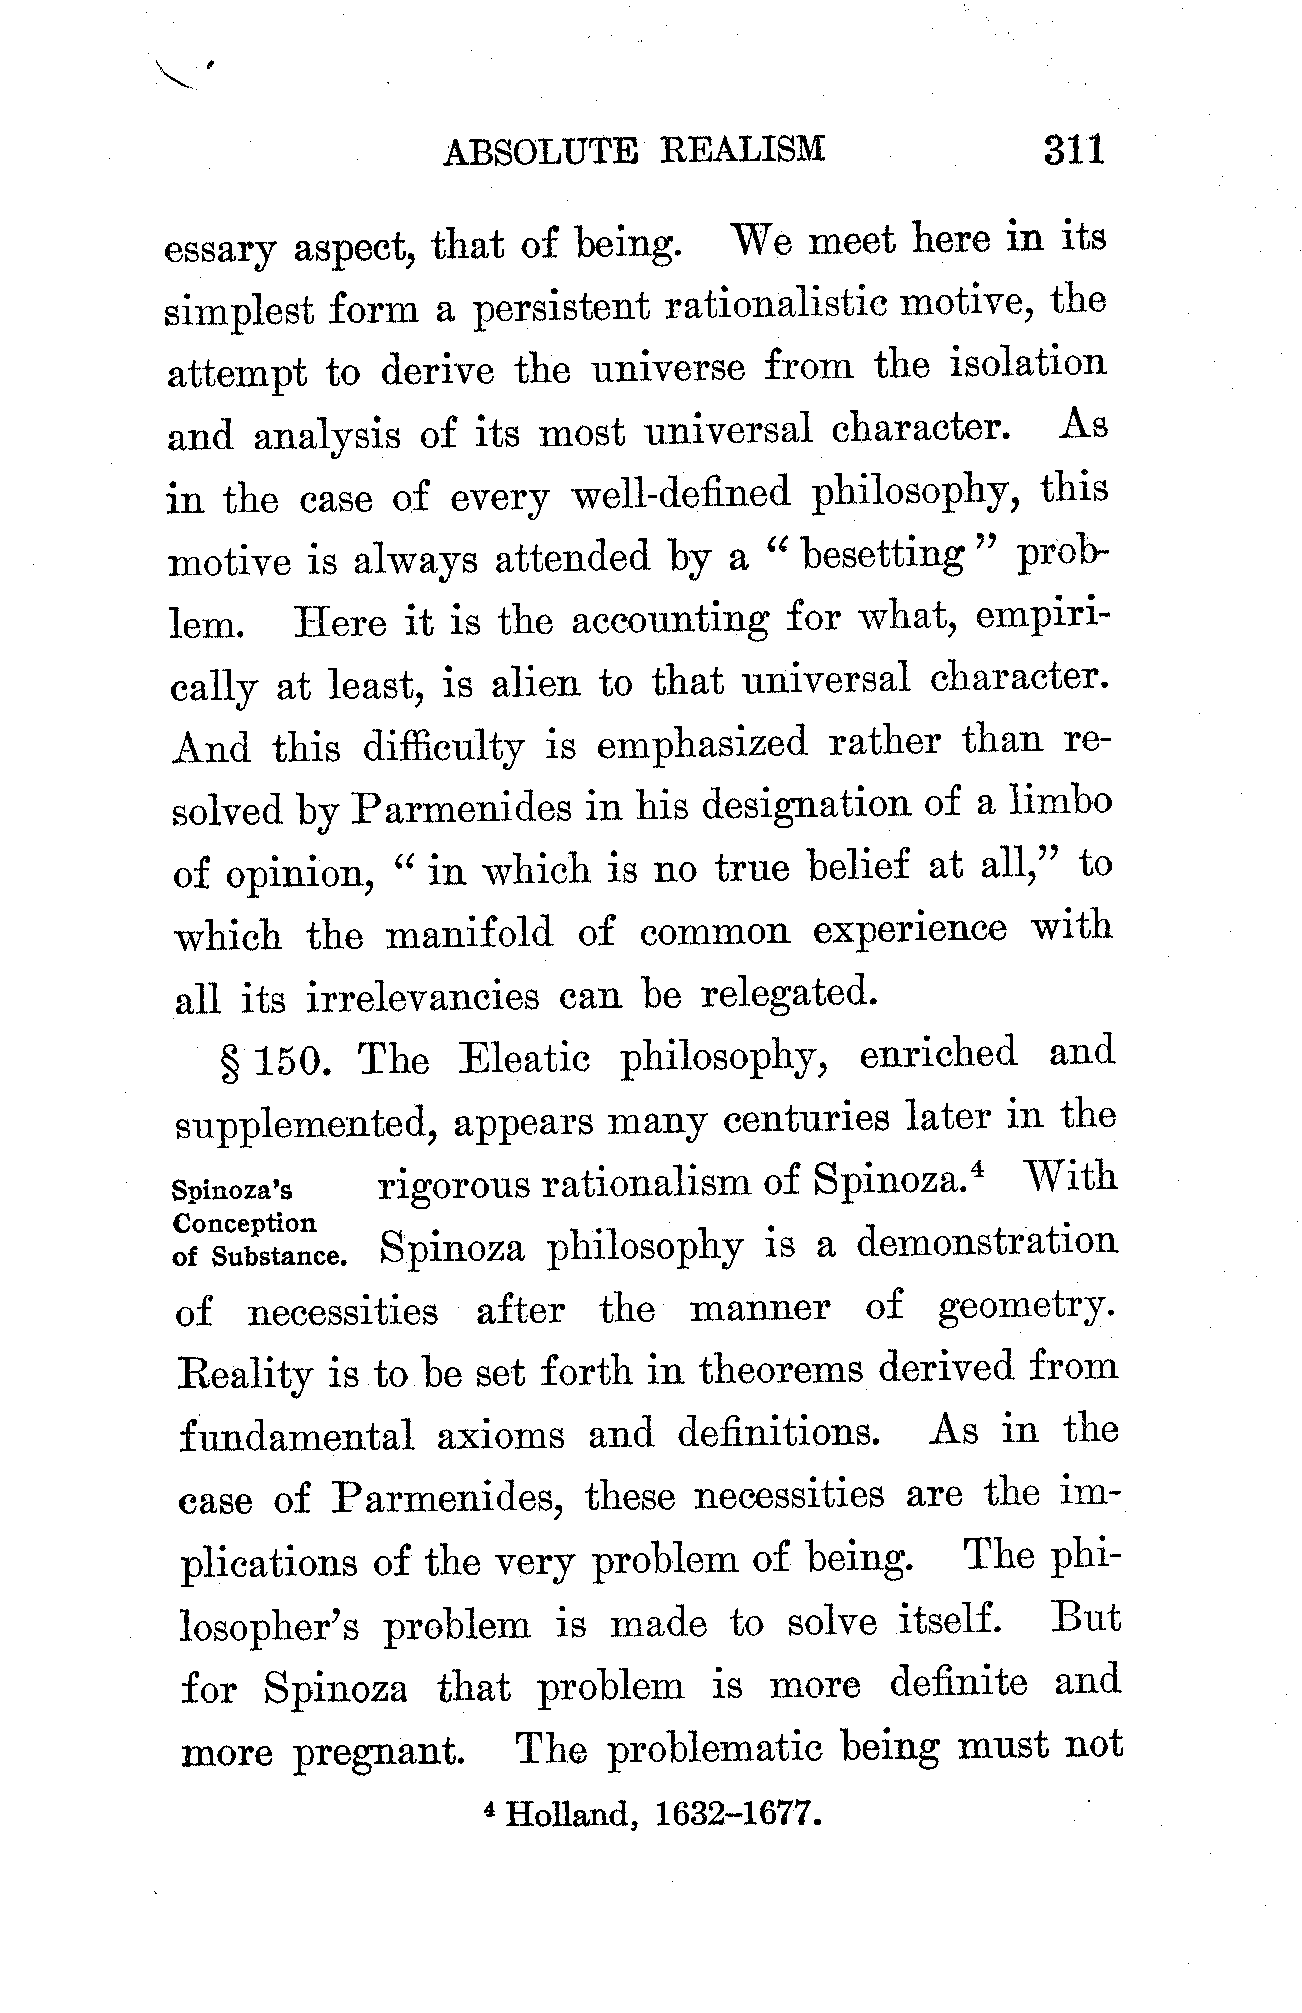 ABSOLUTE REALISM 311
essary aspect, that of being. We meet here in its
simplest form a persistent rationalistic motive, the
attempt to derive the universe from the isolation
and analysis of its most universal character. As
in the case of every well-defined philosophy, this
motive is always attended by a “ besetting ” prob-
lem. Here it is the accounting for what, empiri-
cally at least, is alien to that universal character.
And this difficulty is emphasized rather than re-
solved by Parmenides in his designation of a limbo
of opinion, “ in which is no true belief at all,” to
which the manifold of common experience with
all its irrelevancies can be relegated.
§ 150. The Eleatic philosophy, enriched and
supplemented, appears many centuries later in the
Spinoza's
Conception
of Substance.
rigorous rationalism of Spinoza.⁴ With
Spinoza philosophy is a demonstration
of necessities after the manner of geometry.
Reality is to be set forth in theorems derived from
fundamental axioms and definitions. As in the
case of Parmenides, these necessities are the im-
plications of the very problem of being. The phi-
losopher's problem is made to solve itself. But
for Spinoza that problem is more definite and
more pregnant. The problematic being must not
⁴ Holland, 1632–1677.